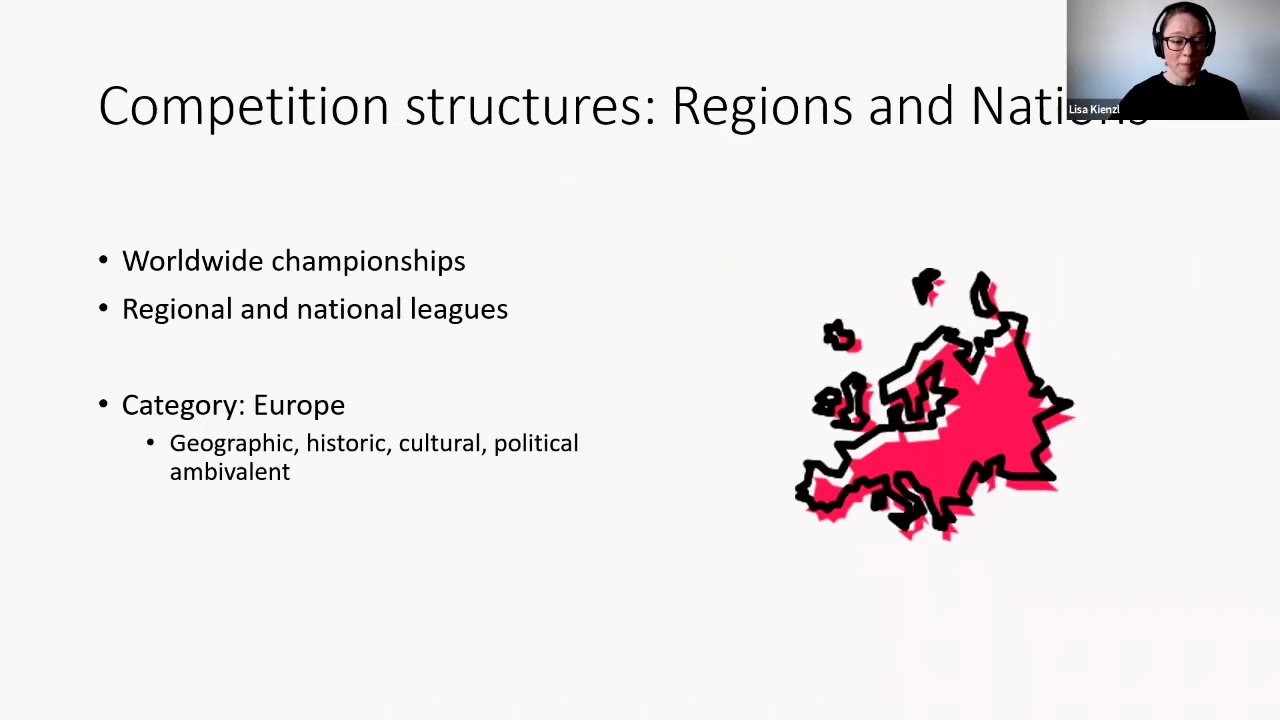 Competition structures: Regions and Nations
Lisa Kienzl
• Worldwide championships
• Regional and national leagues
• Category: Europe
• Geographic, historic, cultural, political
ambivalent